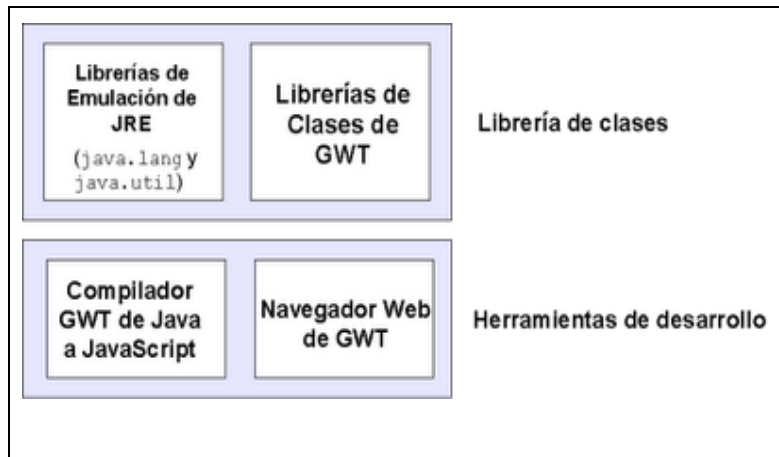 Librerías de
Emulación de
JRE
(java.lang y
java.util)
Librerías de
Clases de
GWT
Librería de clases
Compilador
GWT de Java
a JavaScript
Navegador Web
de GWT
Herramientas de desarrollo